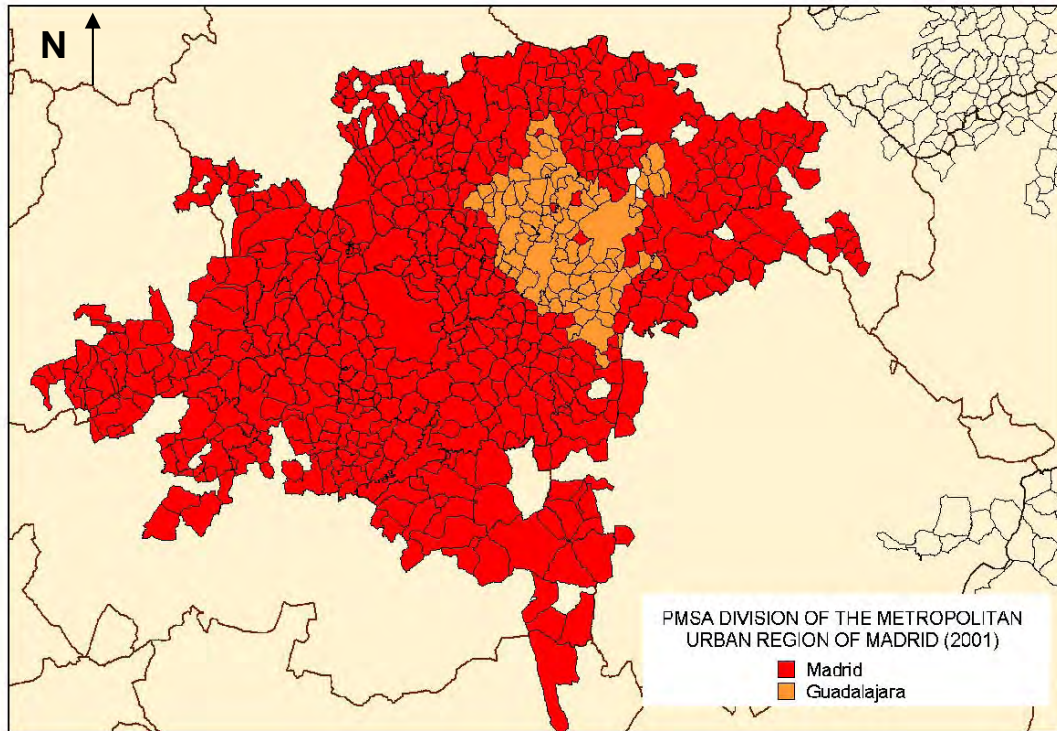 N
PMSA DIVISION OF THE METROPOLITAN
URBAN REGION OF MADRID (2001)
Madrid
Guadalajara